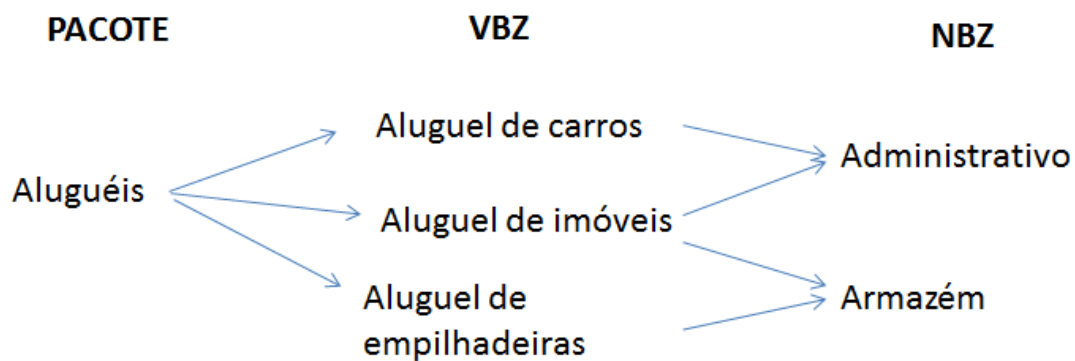 PACOTE
VBZ
NBZ
Aluguel de carros
Administrativo
Aluguéis
Aluguel de imóveis
Aluguel de
empilhadeiras
Armazém